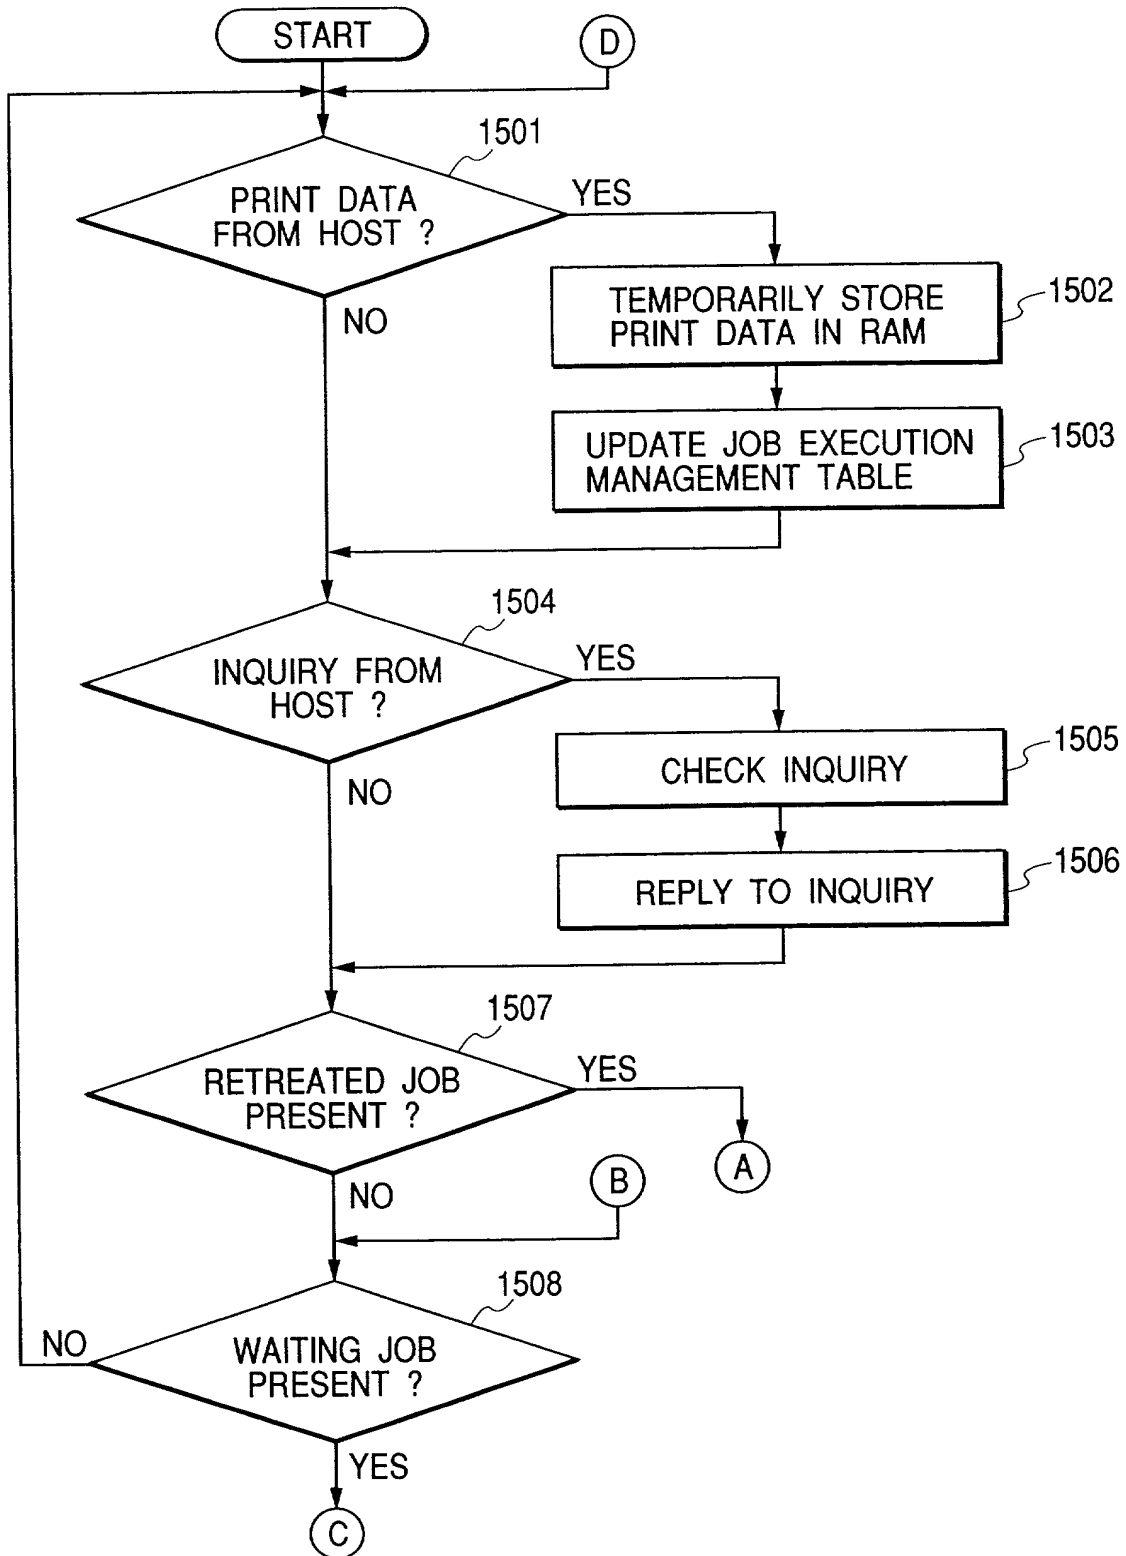 START
D
1501
PRINT DATA
FROM HOST ?
YES
NO
TEMPORARILY STORE
PRINT DATA IN RAM
1502
UPDATE JOB EXECUTION
MANAGEMENT TABLE
1503
1504
INQUIRY FROM
HOST ?
YES
NO
CHECK INQUIRY
1505
REPLY TO INQUIRY
1506
1507
RETREATED JOB
PRESENT ?
YES
A
NO
B
1508
WAITING JOB
PRESENT ?
NO
YES
C